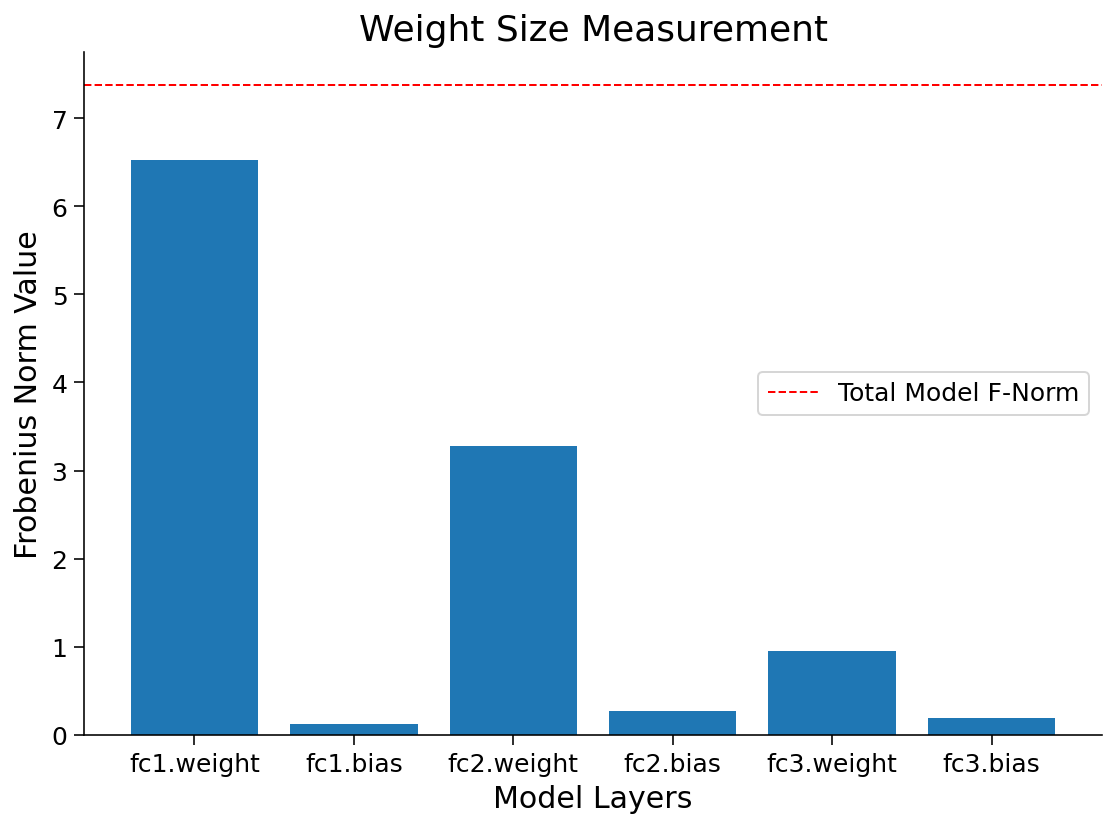 Weight Size Measurement
Frobenius Norm Value
7
6
5
4
3
2
1
0
Total Model F-Norm
fc1.weight fc1.bias fc2.weight fc2.bias fc3.weight fc3.bias
Model Layers